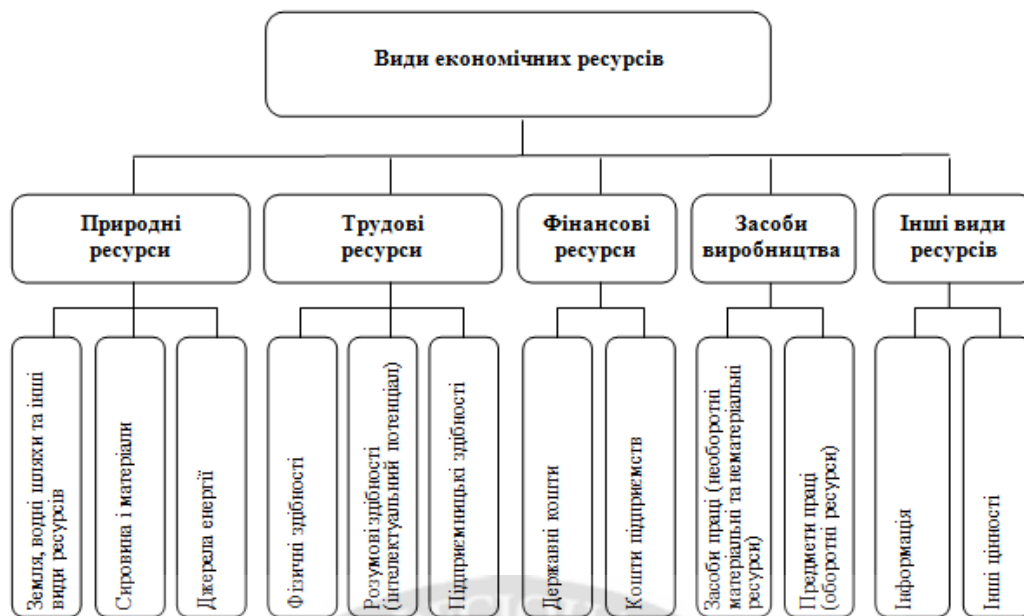 Види економічних ресурсів
Природні
ресурси
Трудові
ресурси
Фінансові
ресурси
Засоби
виробництва
Інші види
ресурсів
Земля, водні шляхи та інші
види ресурсів
Сировина і матеріали
Джерела енергії
Фізичні здібності
Розумові здібності
(інтелектуальний потенціал)
Підприємницькі здібності
Державні кошти
Кошти підприємств
Засоби праці (необоротні
матеріальні та нематеріальні
ресурси)
Предмети праці
(оборотні ресурси)
Інформація
Інші цінності